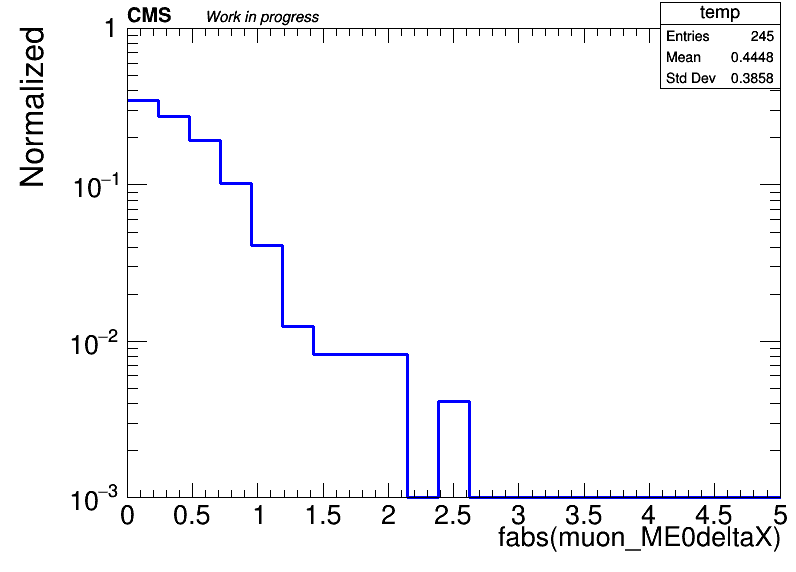 CMS Work in progress
temp
Entries 245
Mean 0.4448
Std Dev 0.3858
Normalized
1
10⁻¹
10⁻²
10⁻³
0 0.5 1 1.5 2 2.5 3 3.5 4 4.5 5
fabs(muon_ME0deltaX)